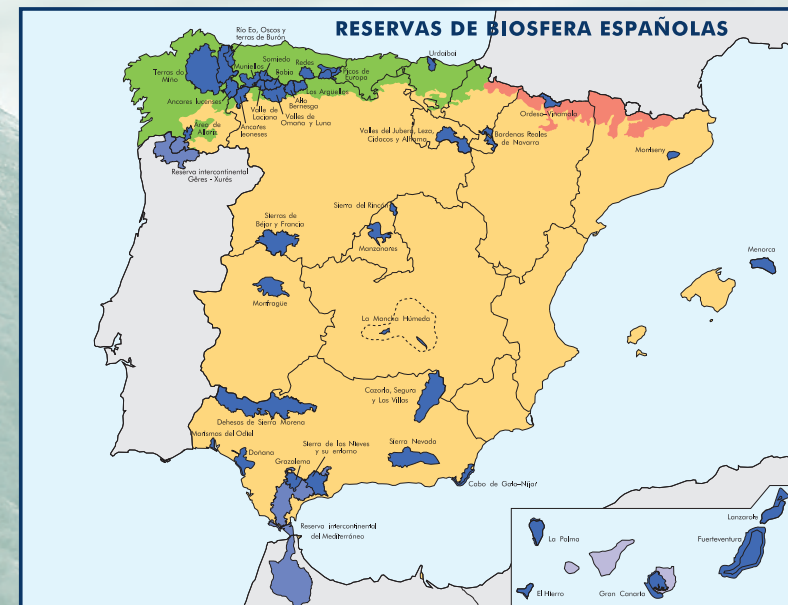 RESERVAS DE BIOSFERA ESPAÑOLAS
Río Eo, Oscos y
terras de Burón
Urdaibai
Terras do
Miño
Muniellos
Somiedo
Babia
Redes
Picos de
Europa
Los Argüellos
Ancares lucenses
Alto
Bernesga
Valle de
Laciana
Valles de
Omaña y Luna
Ancares
leoneses
Área de
Allariz
Ordesa-Viñamala
Valles del Jubera, Leza,
Cidacos y Alhama
Bardenas Reales
de Navarra
Montseny
Reserva intercontinental
Gêres - Xurés
Sierra del Rincón
Sierras de
Béjar y Francia
Manzanares
Menorca
Monfragüe
La Mancha Húmeda
Cazorla, Segura
y Las Villas
Dehesas de Sierra Morena
Marismas del Odiel
Sierra de las Nieves
y su entorno
Sierra Nevada
Doñana
Grazalema
Cabo de Gata-Níjar
Reserva intercontinental
del Mediterráneo
Lanzarote
La Palma
Fuerteventura
El Hierro
Gran Canaria